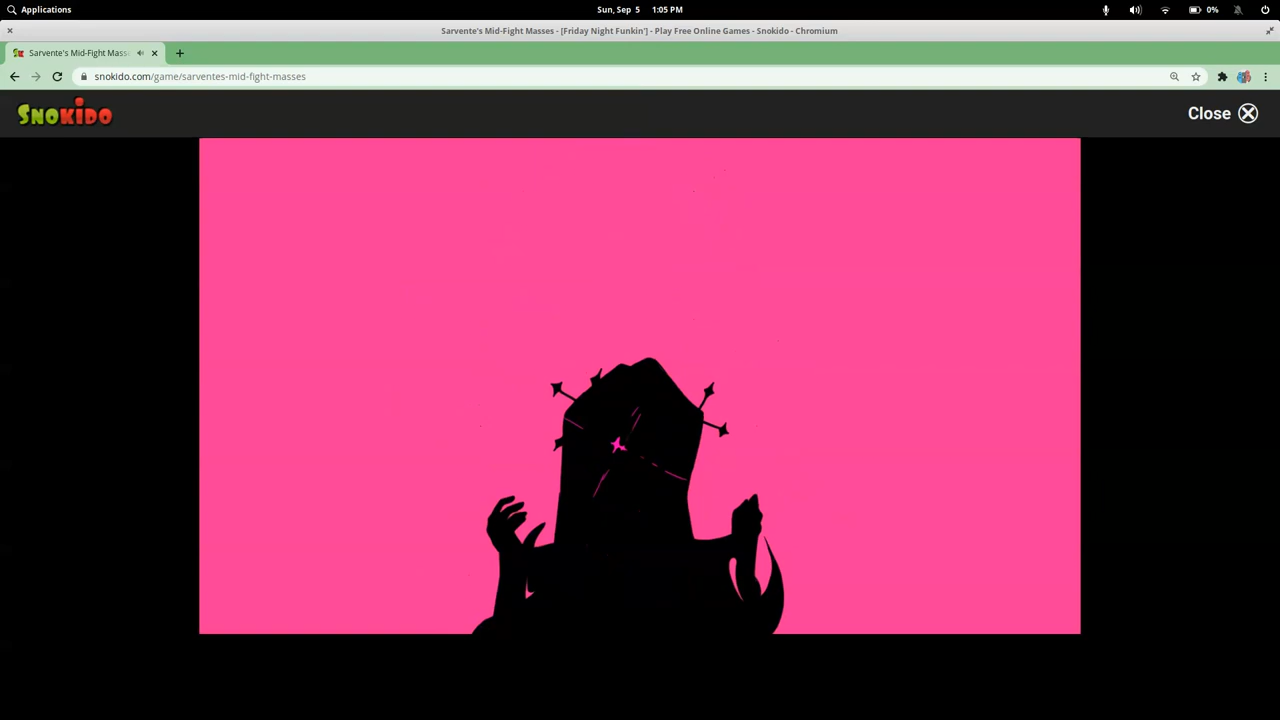 Applications
Sun, Sep 5 1:05 PM
0%
Sarvente's Mid-Fight Masses - [Friday Night Funkin'] - Play Free Online Games - Snokido - Chromium
Sarvente's Mid-Fight Mass
snokido.com/game/sarventes-mid-fight-masses
SNOKIDO
Close